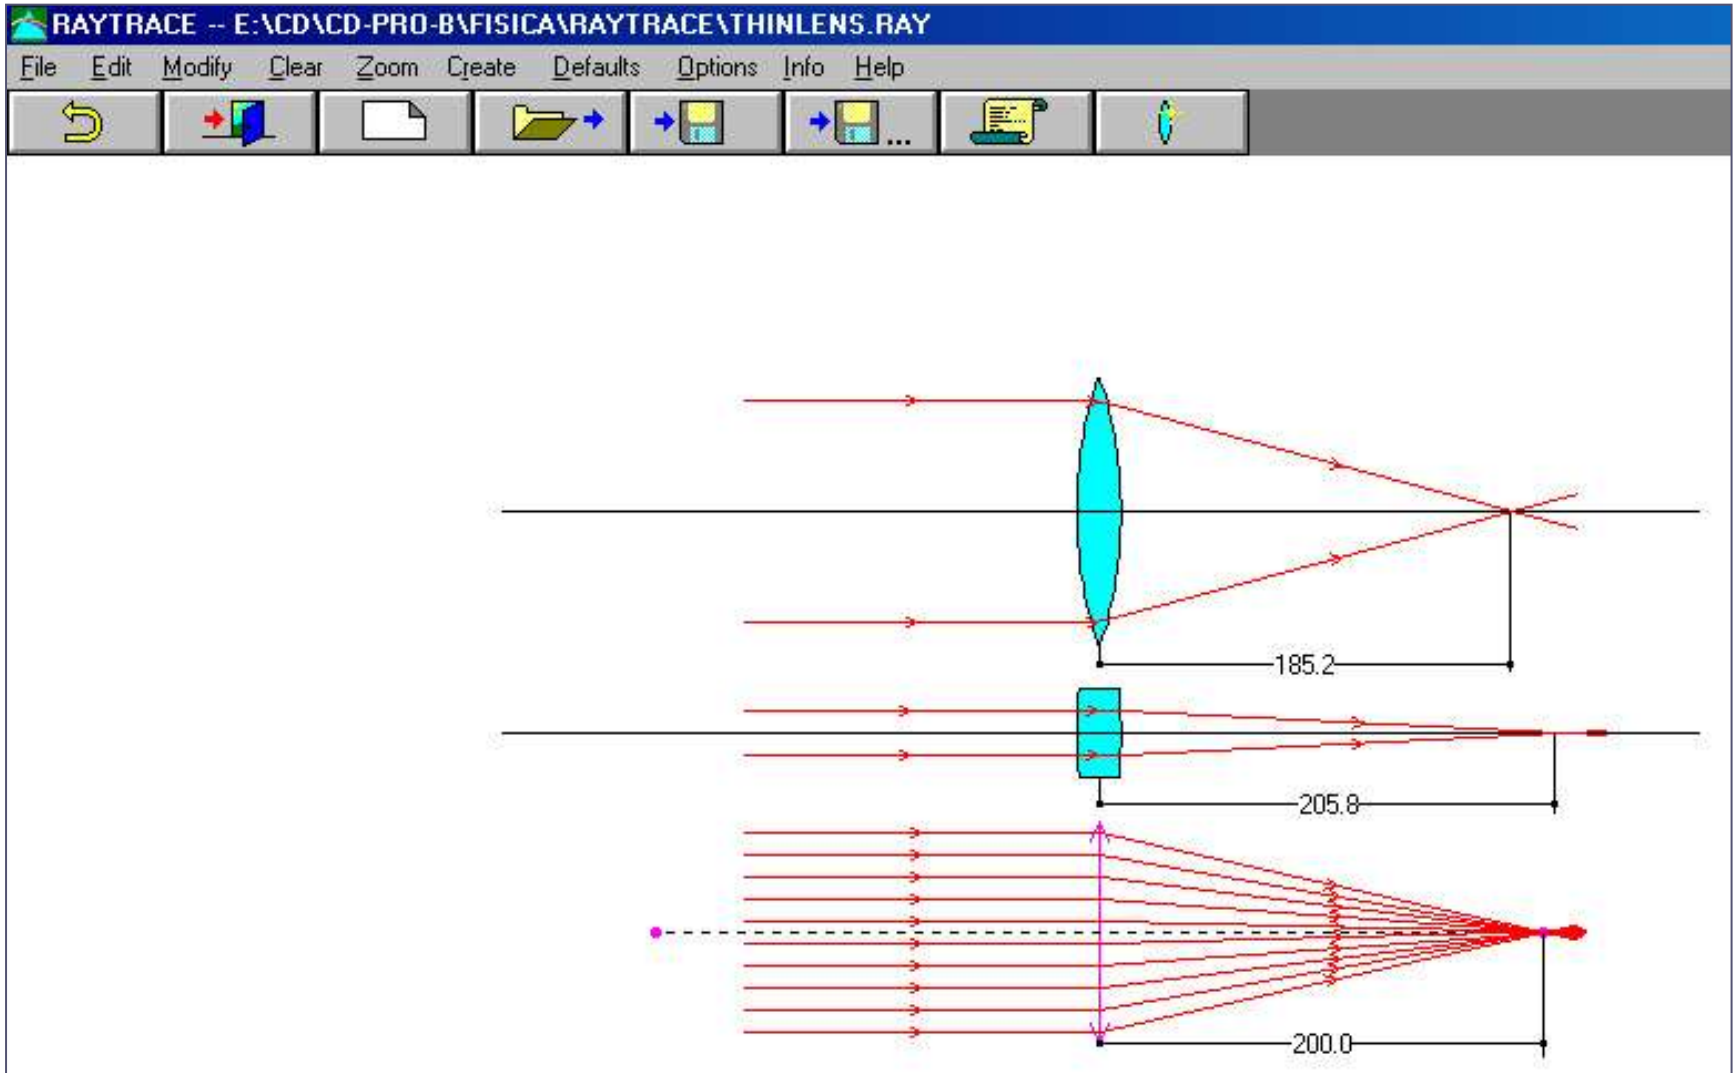 RAYTRACE -- E:\CD\CD-PRO-B\FISICA\RAYTRACE\THINLENS.RAY
File Edit Modify Clear Zoom Create Defaults Options Info Help
...
185.2
205.8
200.0